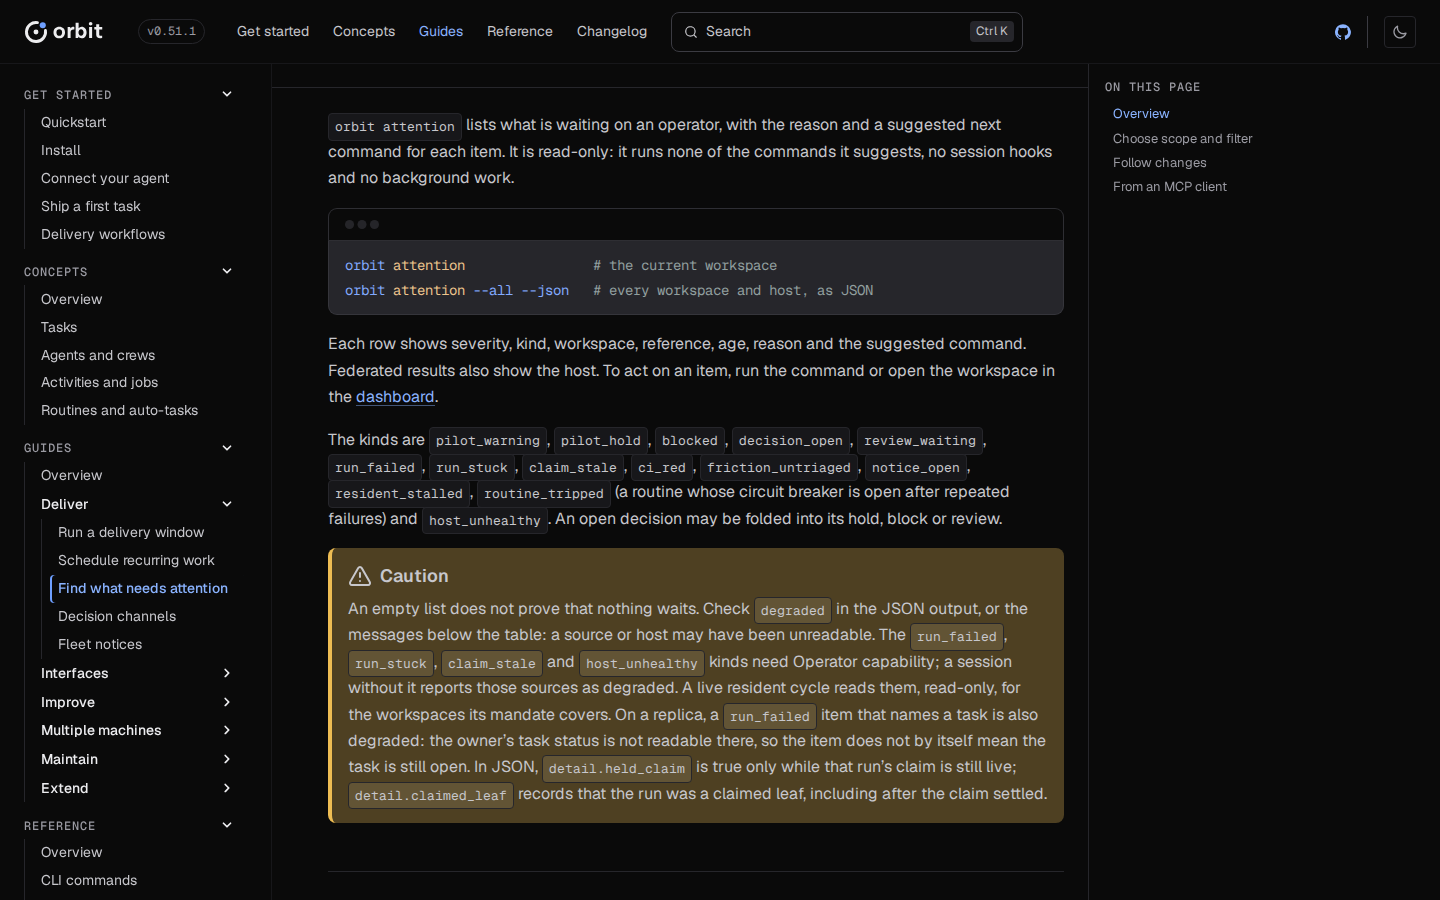 orbit
v0.51.1
Get started
Concepts
Guides
Reference
Changelog
Search
Ctrl K
GET STARTED
Quickstart
Install
Connect your agent
Ship a first task
Delivery workflows
CONCEPTS
Overview
Tasks
Agents and crews
Activities and jobs
Routines and auto-tasks
GUIDES
Overview
Deliver
Run a delivery window
Schedule recurring work
Find what needs attention
Decision channels
Fleet notices
Interfaces
Improve
Multiple machines
Maintain
Extend
REFERENCE
Overview
CLI commands
orbit attention lists what is waiting on an operator, with the reason and a suggested next
command for each item. It is read-only: it runs none of the commands it suggests, no session hooks
and no background work.
orbit attention # the current workspace
orbit attention --all --json # every workspace and host, as JSON
Each row shows severity, kind, workspace, reference, age, reason and the suggested command.
Federated results also show the host. To act on an item, run the command or open the workspace in
the dashboard.
The kinds are pilot_warning, pilot_hold, blocked, decision_open, review_waiting,
run_failed, run_stuck, claim_stale, ci_red, friction_untriaged, notice_open,
resident_stalled, routine_tripped (a routine whose circuit breaker is open after repeated
failures) and host_unhealthy. An open decision may be folded into its hold, block or review.
Caution
An empty list does not prove that nothing waits. Check degraded in the JSON output, or the
messages below the table: a source or host may have been unreadable. The run_failed,
run_stuck, claim_stale and host_unhealthy kinds need Operator capability; a session
without it reports those sources as degraded. A live resident cycle reads them, read-only, for
the workspaces its mandate covers. On a replica, a run_failed item that names a task is also
degraded: the owner’s task status is not readable there, so the item does not by itself mean the
task is still open. In JSON, detail.held_claim is true only while that run’s claim is still live;
detail.claimed_leaf records that the run was a claimed leaf, including after the claim settled.
ON THIS PAGE
Overview
Choose scope and filter
Follow changes
From an MCP client